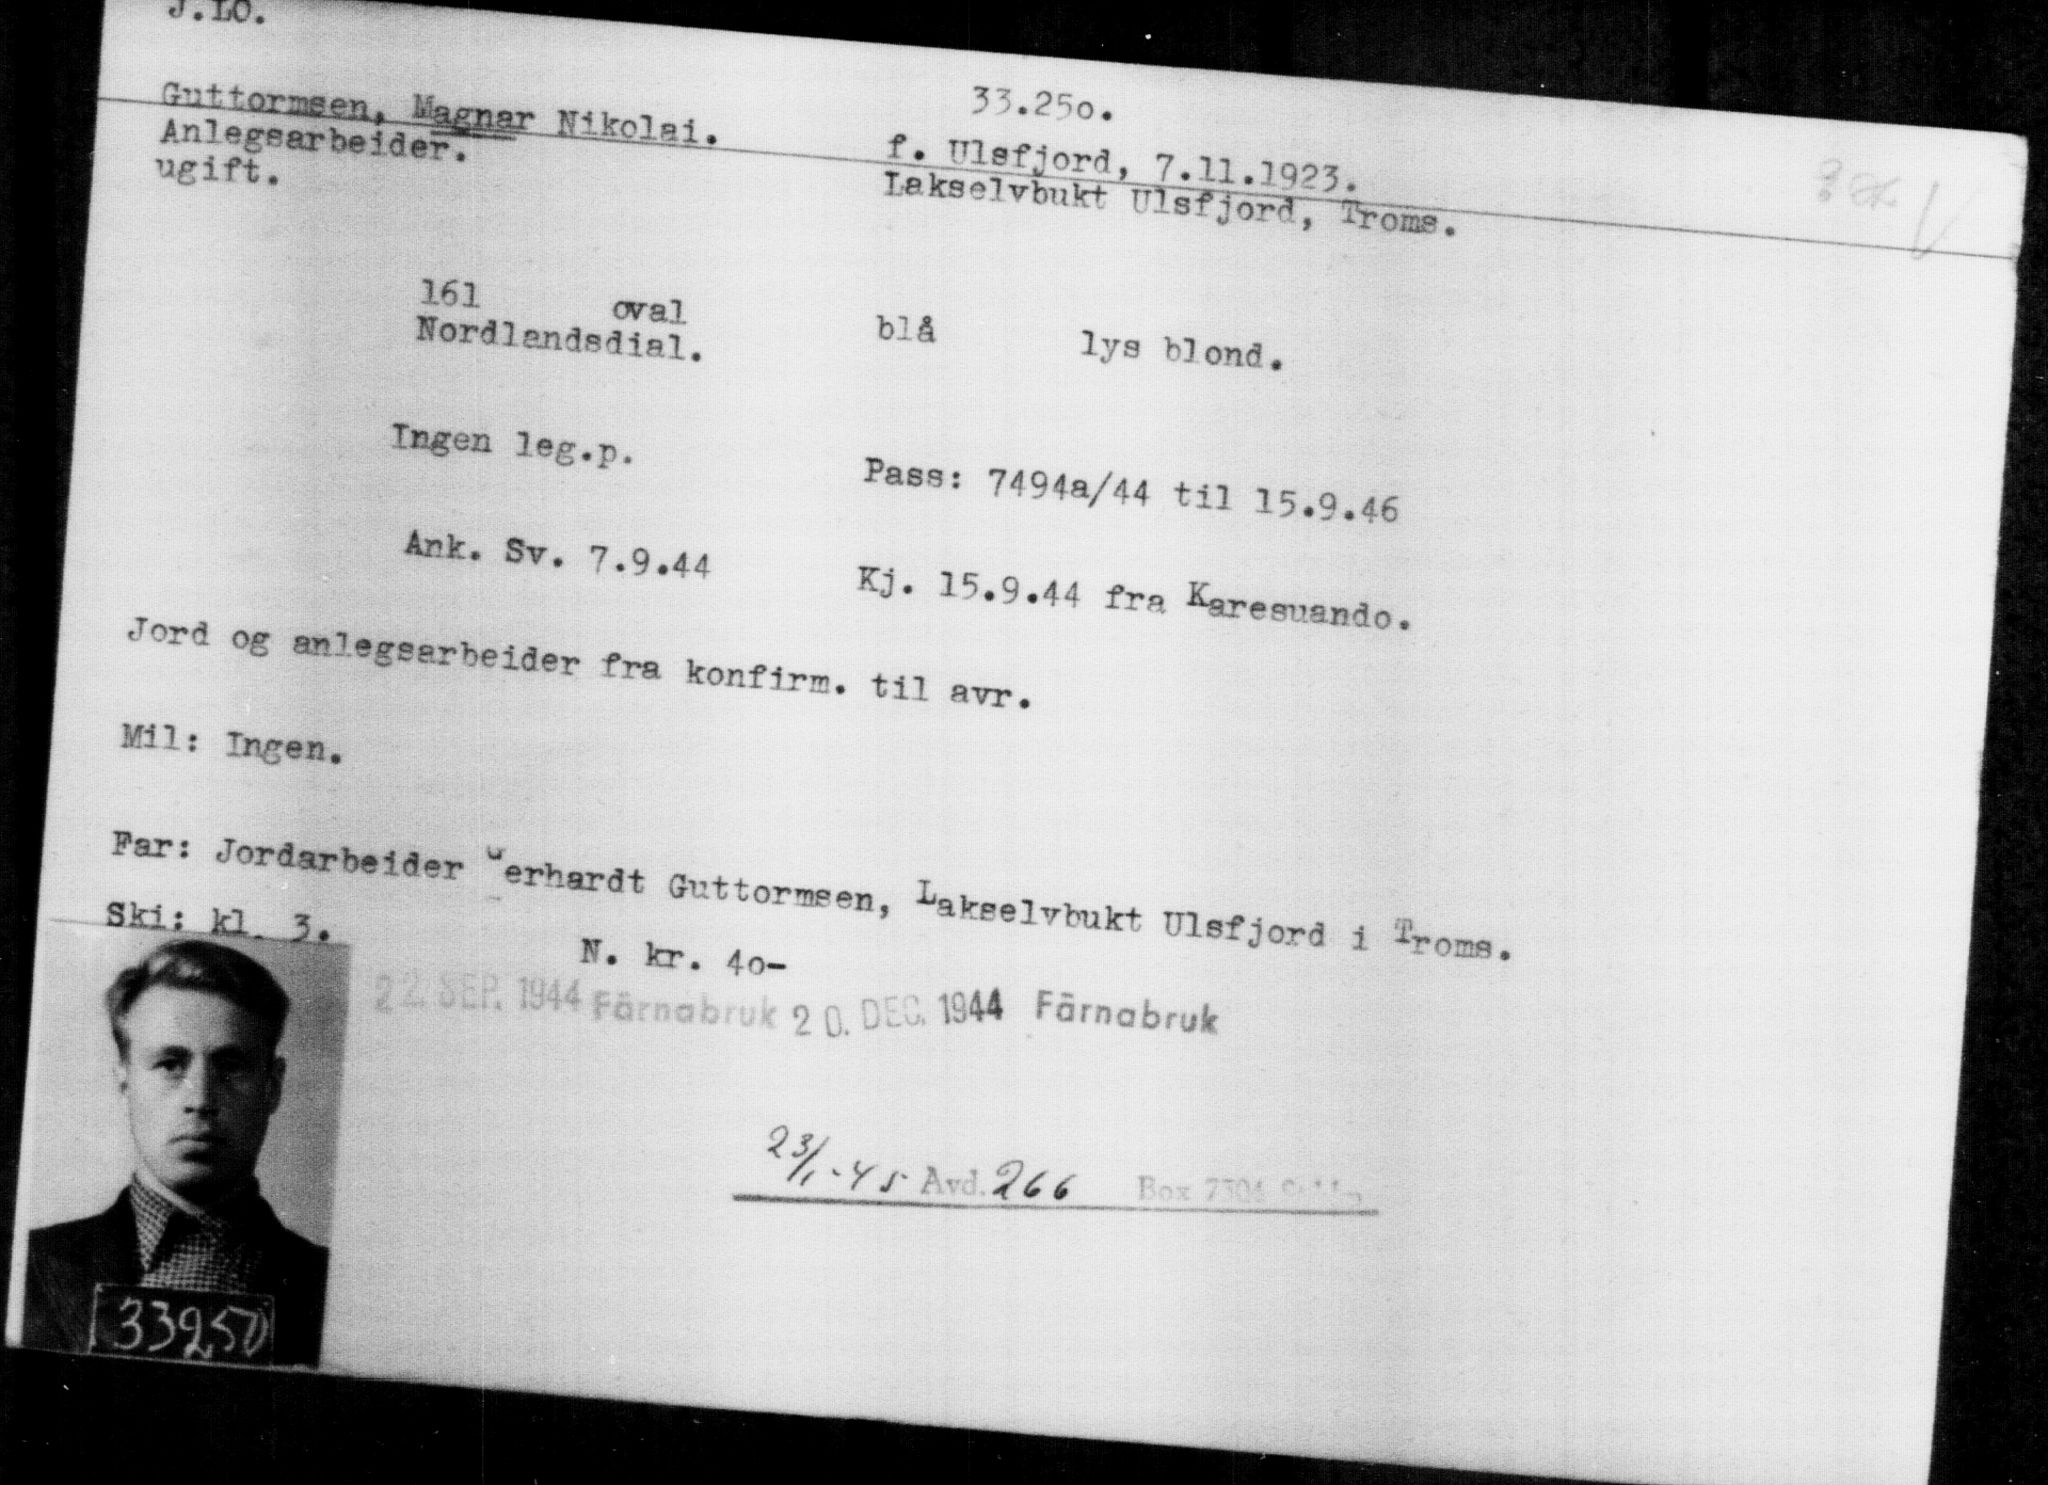 J.LO.
33.25o.
Guttormsen, Magnar Nikolai.
f. Ulsfjord, 7.11.1923.
Anlegsarbeider.
Lakselvbukt Ulsfjord, Troms.
ugift.
161 oval blå lys blond.
Nordlandsdial.
Ingen leg.p. Pass: 7494a/44 til 15.9.46
Ank. Sv. 7.9.44 Kj. 15.9.44 fra Karesuando.
Jord og anlegsarbeider fra konfirm. til avr.
Mil: Ingen.
Far: Jordarbeider Gerhardt Guttormsen, Lakselvbukt Ulsfjord i Troms.
Ski: kl. 3.
N. kr. 4o-
22. SEP. 1944 Färnabruk 20. DEC. 1944 Färnabruk
23/1-45 Avd. 266 Box 7304
33250